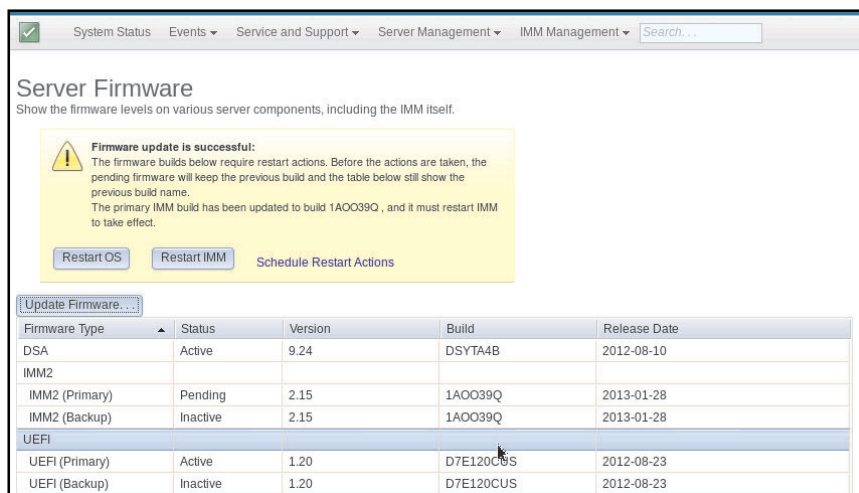 System Status Events Service and Support Server Management IMM Management Search. . .
Server Firmware
Show the firmware levels on various server components, including the IMM itself.
Firmware update is successful:
The firmware builds below require restart actions. Before the actions are taken, the
pending firmware will keep the previous build and the table below still show the
previous build name.
The primary IMM build has been updated to build 1AOO39Q , and it must restart IMM
to take effect.
Restart OS Restart IMM Schedule Restart Actions
Update Firmware. . .
Firmware Type Status Version Build Release Date
DSA Active 9.24 DSYTA4B 2012-08-10
IMM2
IMM2 (Primary) Pending 2.15 1AOO39Q 2013-01-28
IMM2 (Backup) Inactive 2.15 1AOO39Q 2013-01-28
UEFI
UEFI (Primary) Active 1.20 D7E120CUS 2012-08-23
UEFI (Backup) Inactive 1.20 D7E120CUS 2012-08-23